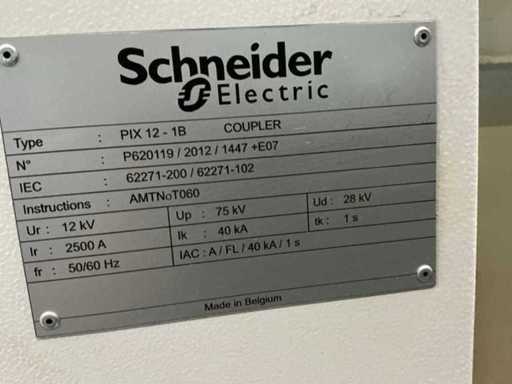 Schneider
Electric
Type : PIX 12 - 1B COUPLER
N° : P620119 / 2012 / 1447 +E07
IEC : 62271-200 / 62271-102
Instructions : AMTNoT060
Ur : 12 kV Up : 75 kV Ud : 28 kV
Ir : 2500 A Ik : 40 kA tk : 1 s
fr : 50/60 Hz IAC : A / FL / 40 kA / 1 s
Made in Belgium